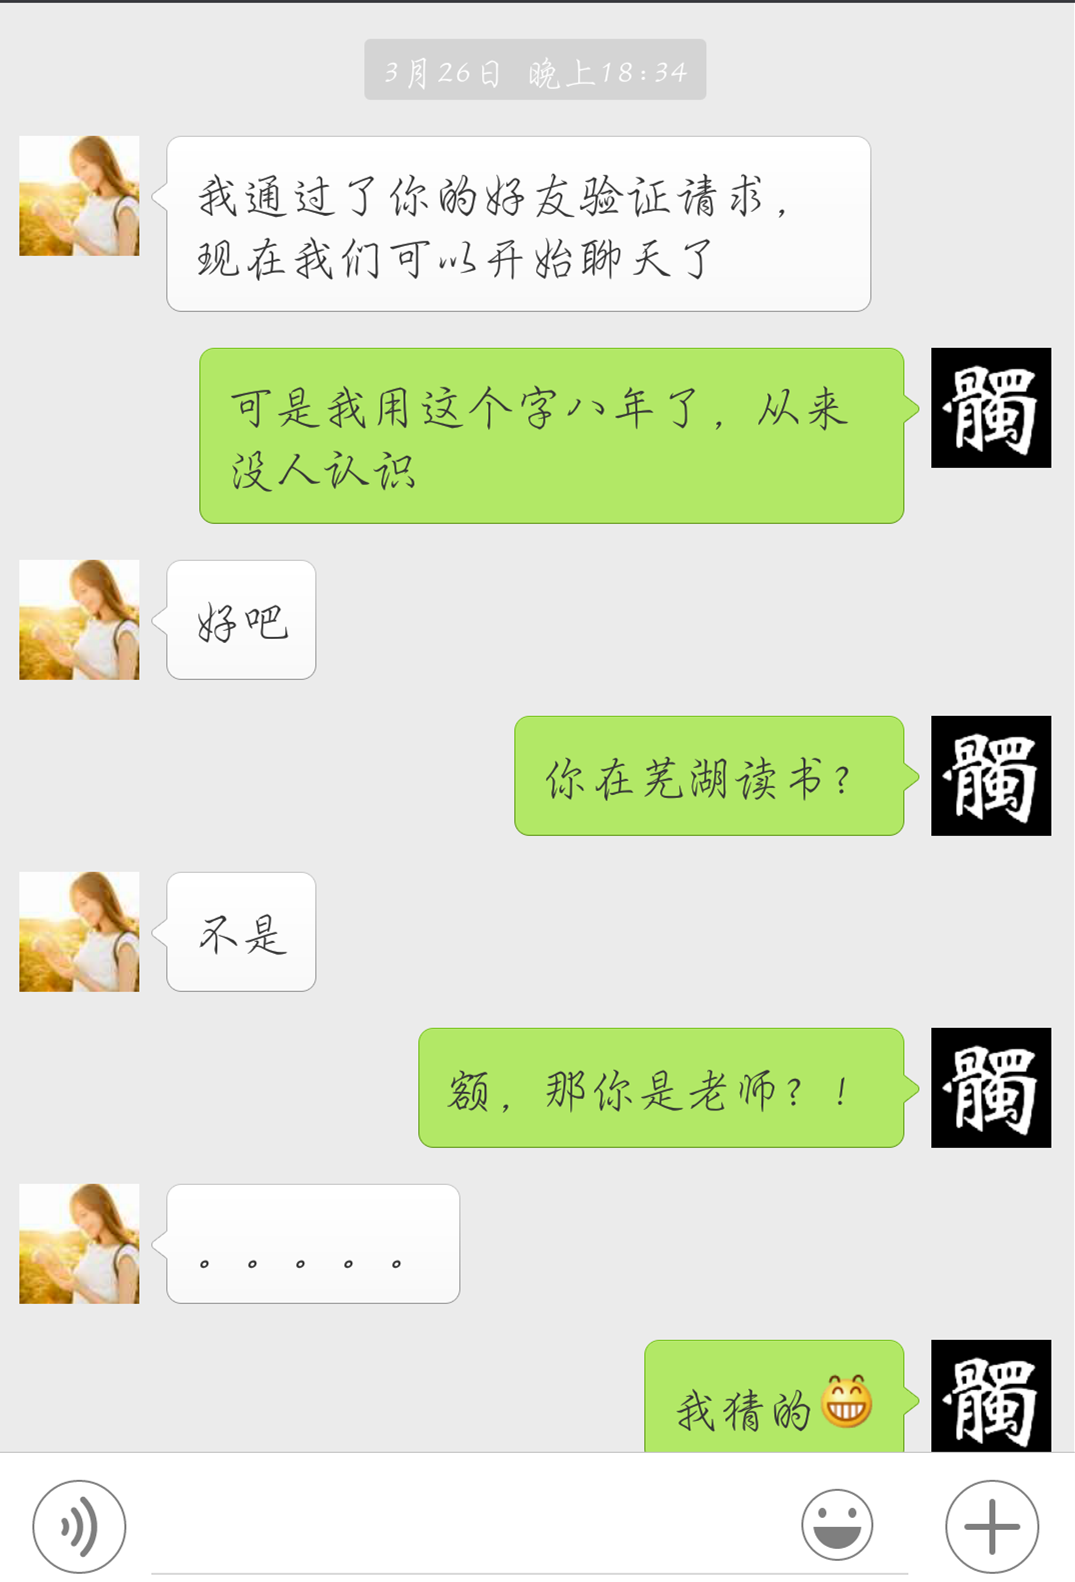 3月26日 晚上18:34
我通过了你的好友验证请求，
现在我们可以开始聊天了
可是我用这个字八年了，从来
没人认识
髑
好吧
你在芜湖读书？
髑
不是
额，那你是老师？！
髑
。。。。。
我猜的
髑